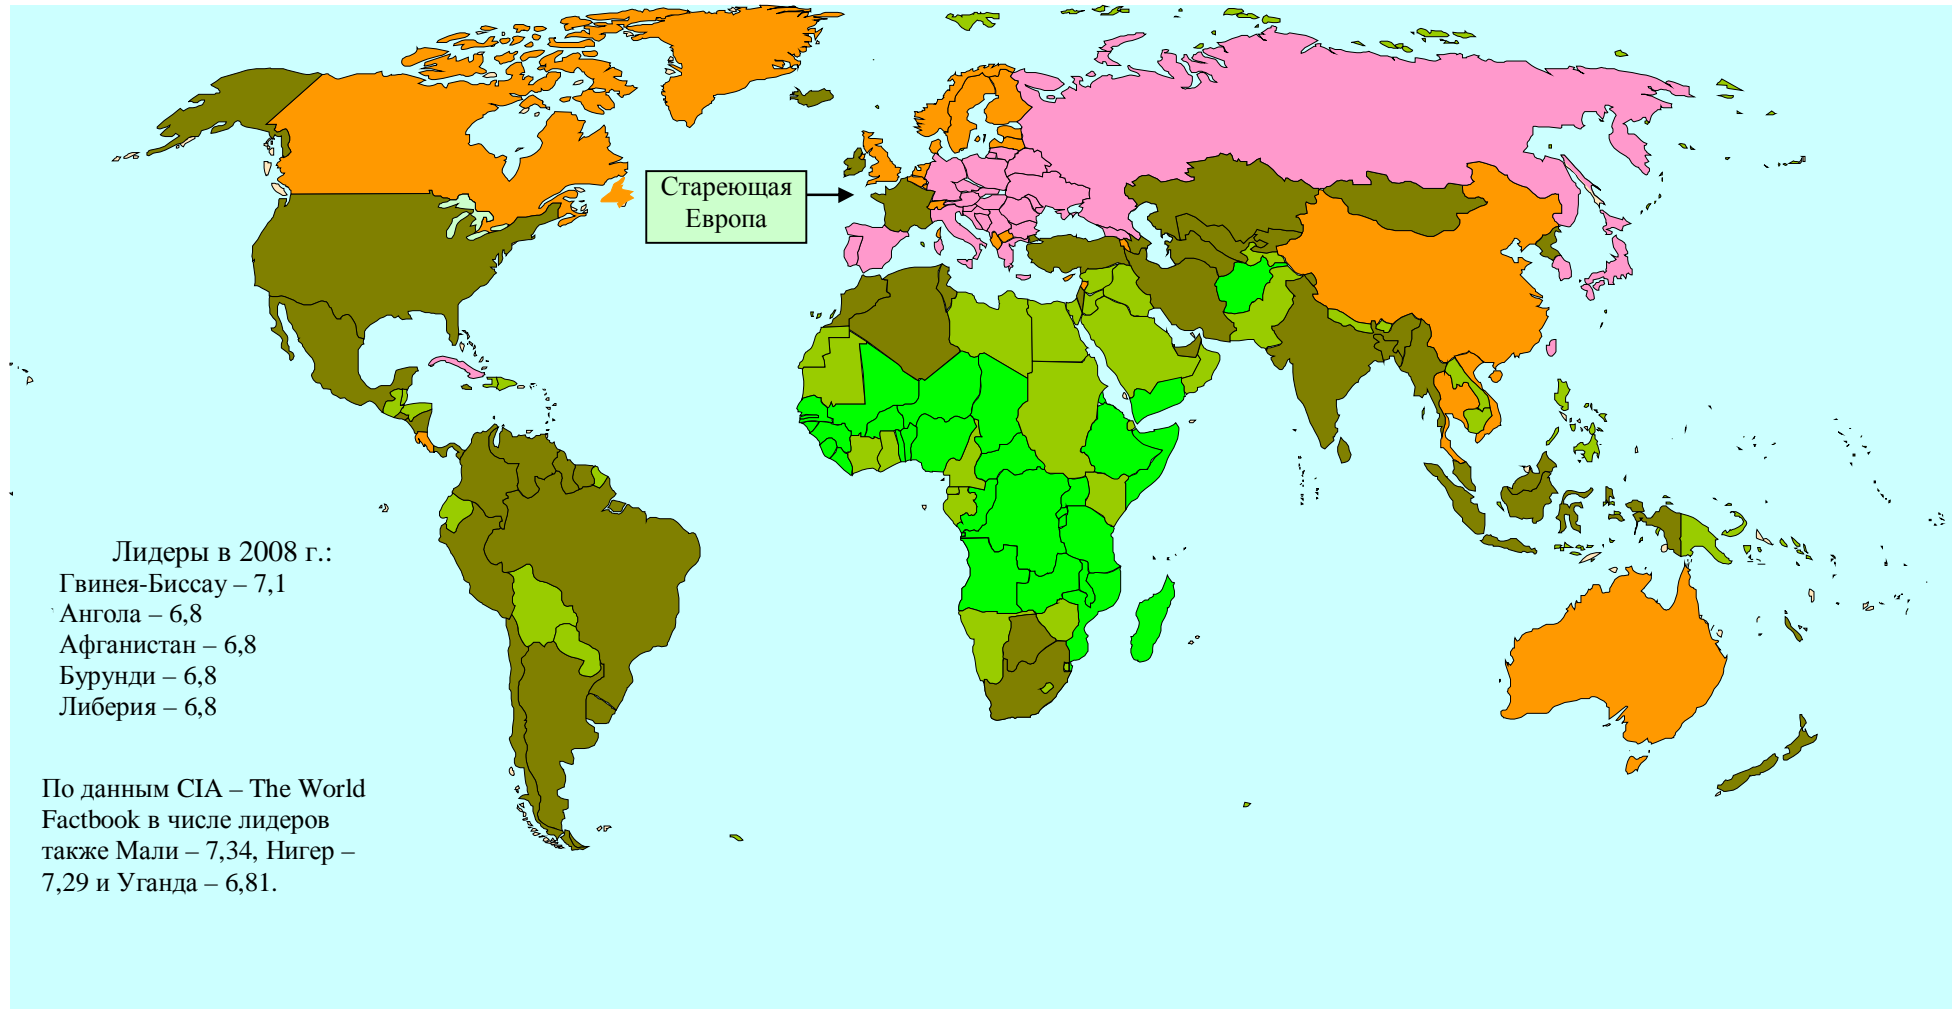 Стареющая
Европа
Лидеры в 2008 г.:
Гвинея-Биссау – 7,1
Ангола – 6,8
Афганистан – 6,8
Бурунди – 6,8
Либерия – 6,8
По данным CIA – The World
Factbook в числе лидеров
также Мали – 7,34, Нигер –
7,29 и Уганда – 6,81.